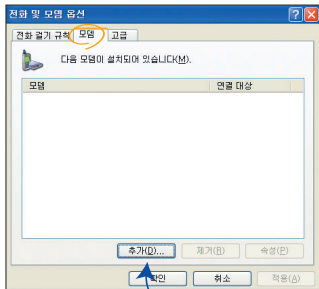 전화 및 모뎀 옵션
전화 걸기 규칙 모뎀 고급
다음 모뎀이 설치되어 있습니다(M).
모뎀 연결 대상
추가(D)... 제거(R) 속성(P)
확인 취소 적용(A)